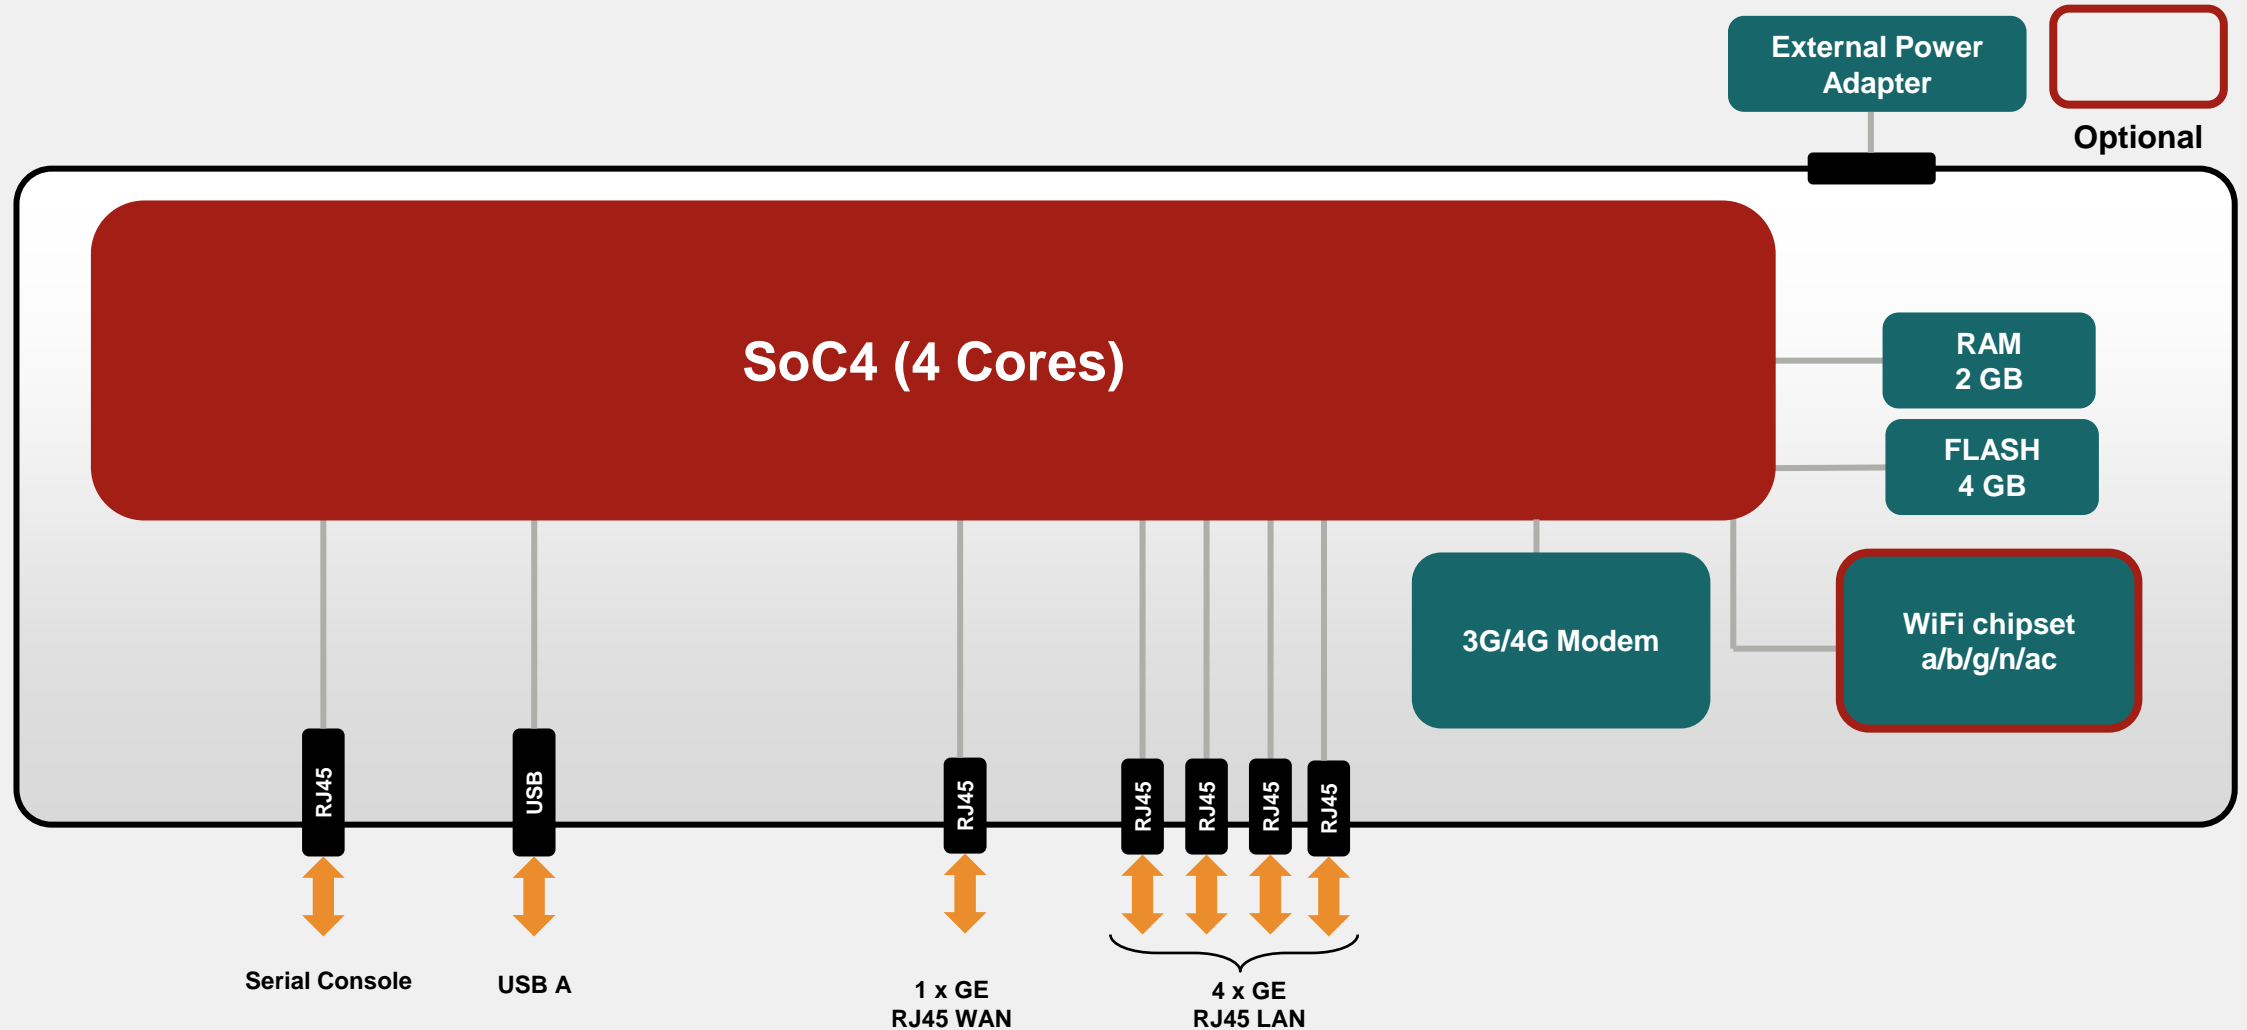 External Power
Adapter
Optional
SoC4 (4 Cores)
RAM
2 GB
FLASH
4 GB
3G/4G Modem
WiFi chipset
a/b/g/n/ac
RJ45
USB
RJ45
RJ45
RJ45
RJ45
RJ45
Serial Console
USB A
1 x GE
RJ45 WAN
4 x GE
RJ45 LAN